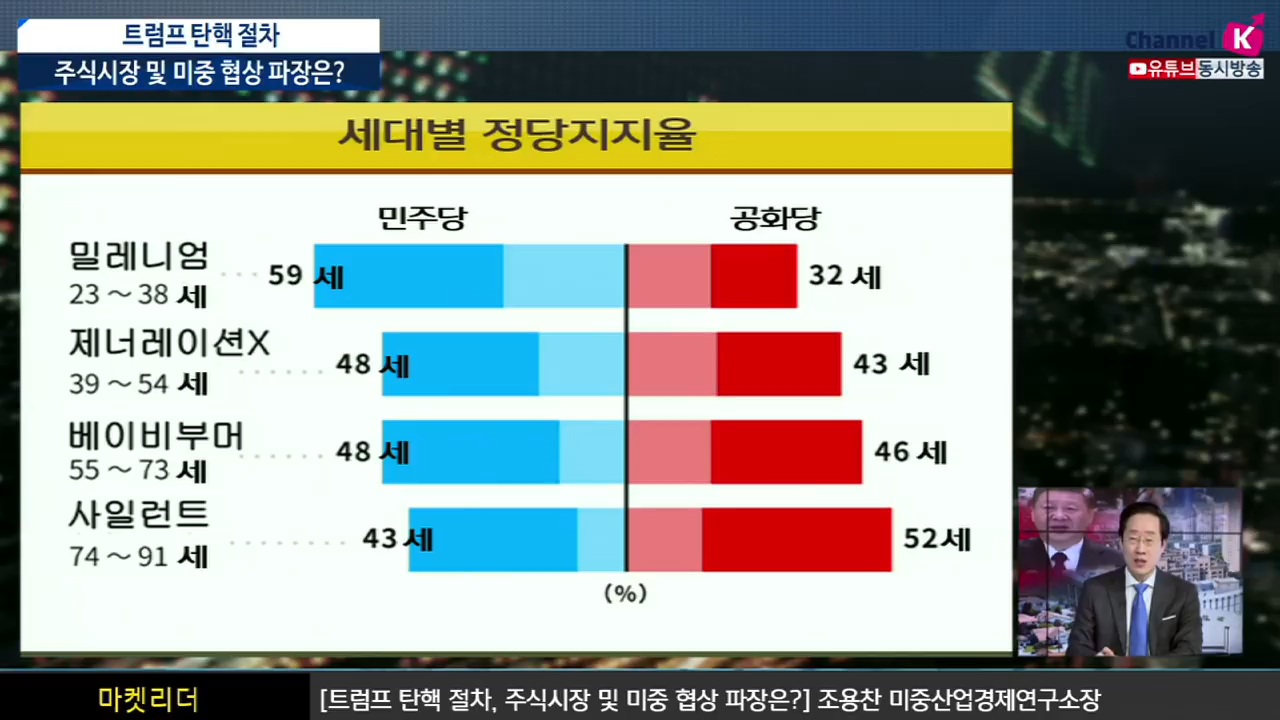 트럼프 탄핵 절차
주식시장 및 미중 협상 파장은?
Channel K
유튜브 동시방송
세대별 정당지지율
민주당 공화당
밀레니엄
23~38 세
59 세
32 세
제너레이션X
39~54 세
48 세
43 세
베이비부머
55~73 세
48 세
46 세
사일런트
74~91 세
43 세
52세
(%)
마켓리더
[트럼프 탄핵 절차, 주식시장 및 미중 협상 파장은?] 조용찬 미중산업경제연구소장